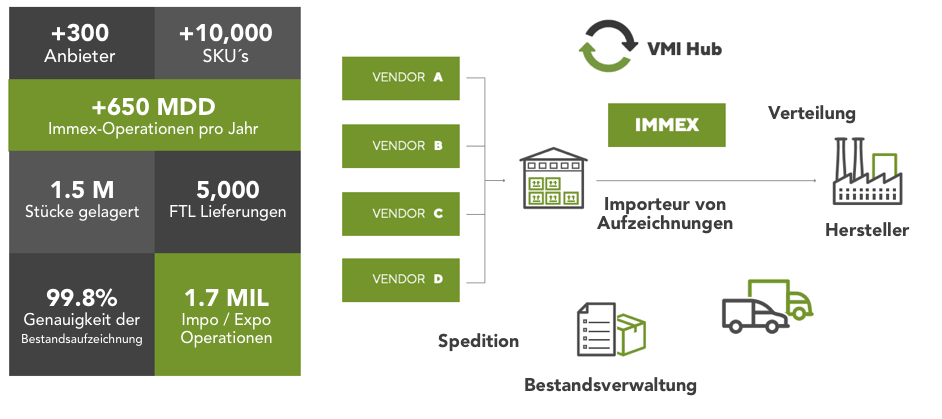 +300
Anbieter
+10,000
SKU´s
+650 MDD
Immex-Operationen pro Jahr
1.5 M
Stücke gelagert
5,000
FTL Lieferungen
99.8%
Genauigkeit der
Bestandsaufzeichnung
1.7 MIL
Impo / Expo
Operationen
VENDOR A
VENDOR B
VENDOR C
VENDOR D
VMI Hub
IMMEX
Verteilung
Importeur von
Aufzeichnungen
Hersteller
Spedition
Bestandsverwaltung